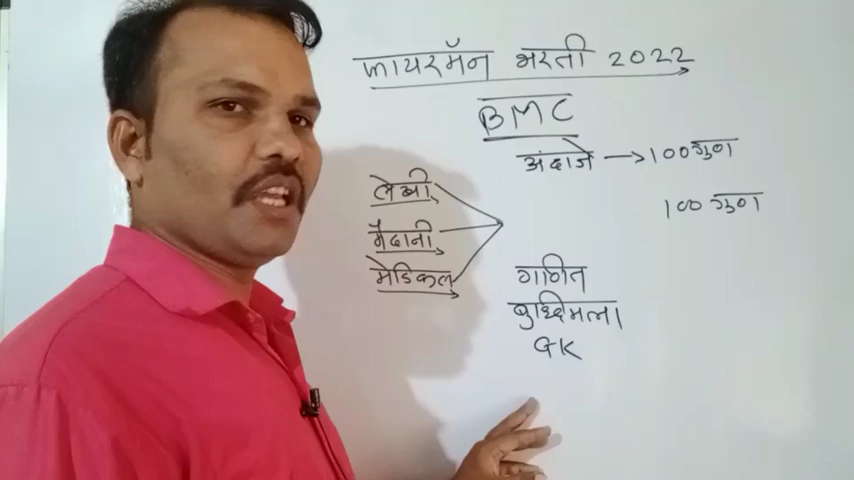 फायरमॅन भरती 2022
BMC
अंदाजे → 100 गुण
लेखी
100 गुण
मैदानी
मेडिकल
गणित
बुध्दिमत्ता
GK